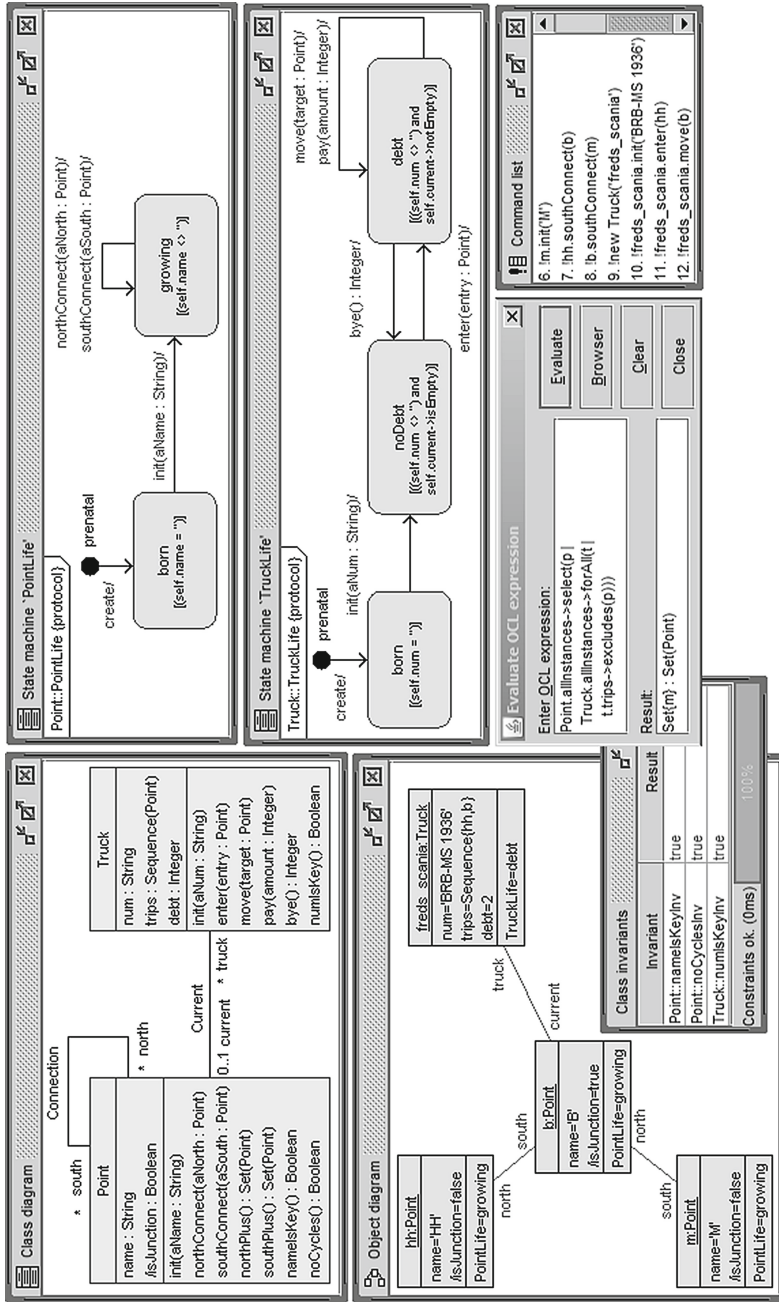 Class diagram
Point
name : String
/isJunction : Boolean
init(aName : String)
northConnect(aNorth : Point)
southConnect(aSouth : Point)
northPlus() : Set(Point)
southPlus() : Set(Point)
nameIsKey() : Boolean
noCycles() : Boolean
Connection
* south
* north
Current
0..1 current
* truck
Truck
num : String
trips : Sequence(Point)
debt : Integer
init(aNum : String)
enter(entry : Point)
move(target : Point)
pay(amount : Integer)
bye() : Integer
numIsKey() : Boolean
State machine `PointLife'
Point::PointLife {protocol}
prenatal
create/
born
[(self.name = '')]
init(aName : String)/
growing
[(self.name <> '')]
northConnect(aNorth : Point)/
southConnect(aSouth : Point)/
State machine `TruckLife'
Truck::TruckLife {protocol}
prenatal
create/
born
[(self.num = '')]
init(aNum : String)/
noDebt
[((self.num <> '') and
self.current->isEmpty)]
bye() : Integer/
enter(entry : Point)/
debt
[((self.num <> '') and
self.current->notEmpty)]
move(target : Point)/
pay(amount : Integer)/
Object diagram
hh:Point
name='HH'
/isJunction=false
PointLife=growing
north
south
b:Point
name='B'
/isJunction=true
PointLife=growing
north
south
m:Point
name='M'
/isJunction=false
PointLife=growing
truck
current
freds_scania:Truck
num='BRB-MS 1936'
trips=Sequence{hh,b}
debt=2
TruckLife=debt
Class invariants
Invariant Result
Point::nameIsKeyInv true
Point::noCyclesInv true
Truck::numIsKeyInv true
Constraints ok. (0ms) 100%
Evaluate OCL expression
Enter OCL expression:
Point.allInstances->select(p |
Truck.allInstances->forAll(t |
t.trips->excludes(p)))
Result:
Set{m} : Set(Point)
Evaluate
Browser
Clear
Close
Command list
6. !m.init('M')
7. !hh.southConnect(b)
8. !b.southConnect(m)
9. !new Truck('freds_scania')
10. !freds_scania.init('BRB-MS 1936')
11. !freds_scania.enter(hh)
12. !freds_scania.move(b)